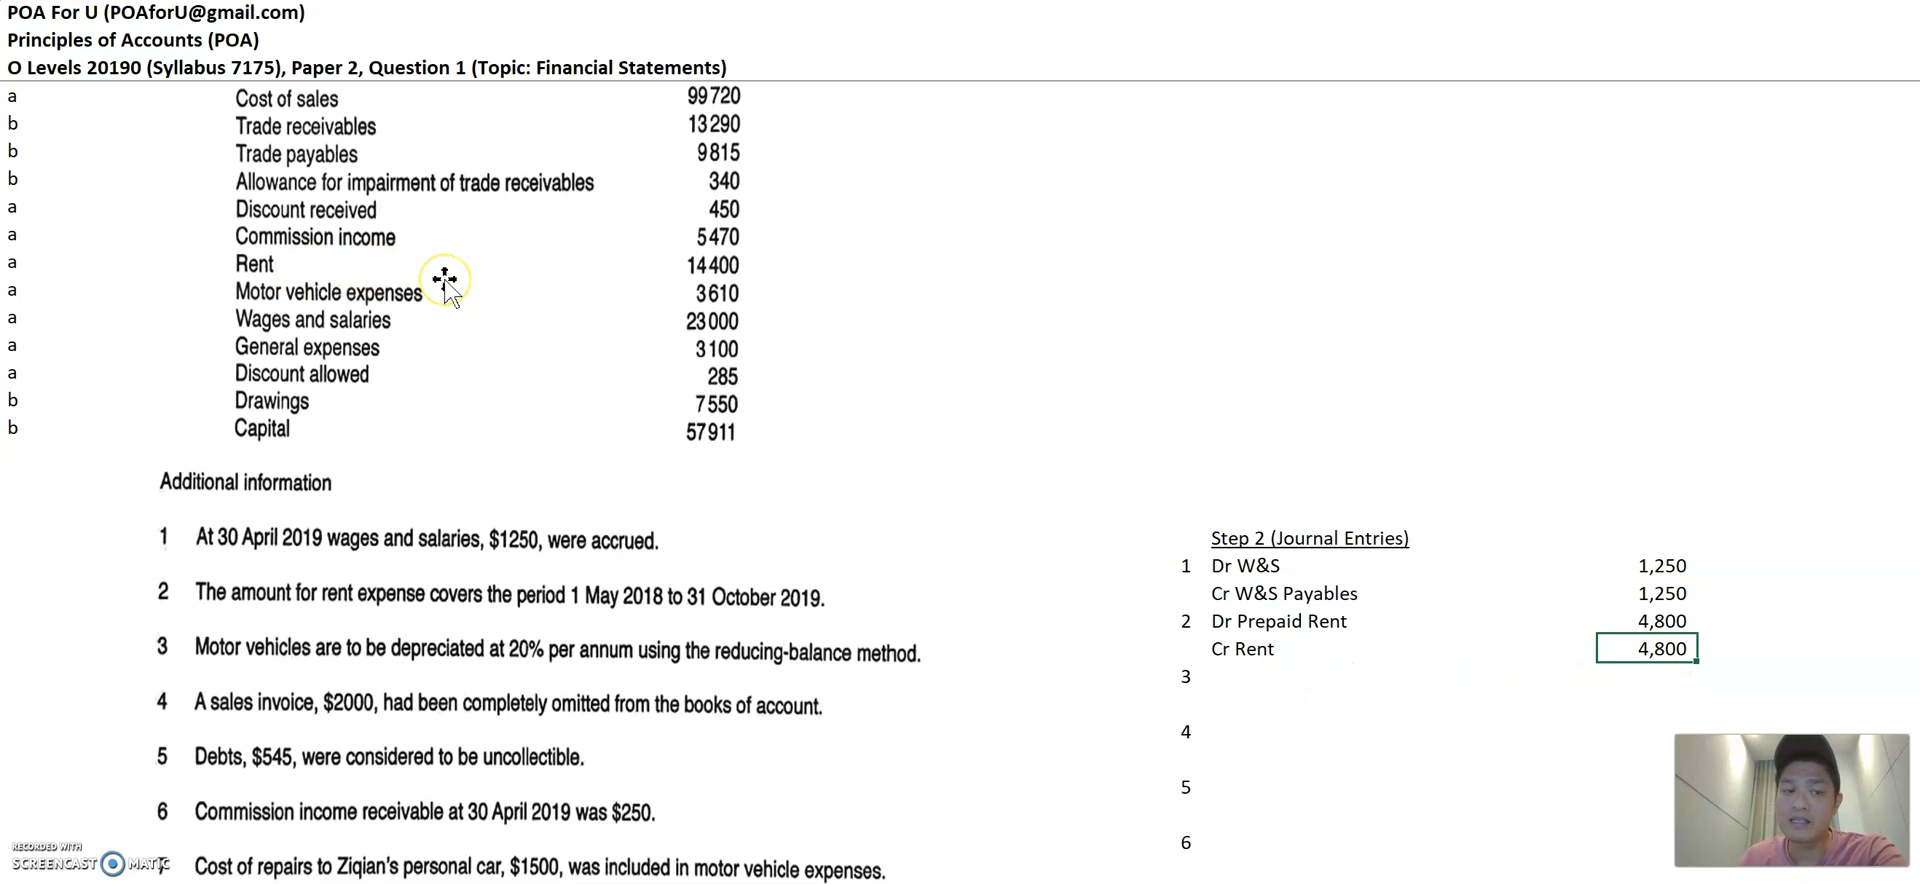 POA For U (POAforU@gmail.com)
Principles of Accounts (POA)
O Levels 20190 (Syllabus 7175), Paper 2, Question 1 (Topic: Financial Statements)
a Cost of sales 99720
b Trade receivables 13290
b Trade payables 9815
b Allowance for impairment of trade receivables 340
a Discount received 450
a Commission income 5470
a Rent 14400
a Motor vehicle expenses 3610
a Wages and salaries 23000
a General expenses 3100
a Discount allowed 285
b Drawings 7550
b Capital 57911
Additional information
1 At 30 April 2019 wages and salaries, $1250, were accrued.
2 The amount for rent expense covers the period 1 May 2018 to 31 October 2019.
3 Motor vehicles are to be depreciated at 20% per annum using the reducing-balance method.
4 A sales invoice, $2000, had been completely omitted from the books of account.
5 Debts, $545, were considered to be uncollectible.
6 Commission income receivable at 30 April 2019 was $250.
7 Cost of repairs to Ziqian's personal car, $1500, was included in motor vehicle expenses.
Step 2 (Journal Entries)
1 Dr W&S 1,250
Cr W&S Payables 1,250
2 Dr Prepaid Rent 4,800
Cr Rent 4,800
3
4
5
6
RECORDED WITH
SCREENCAST MATIC